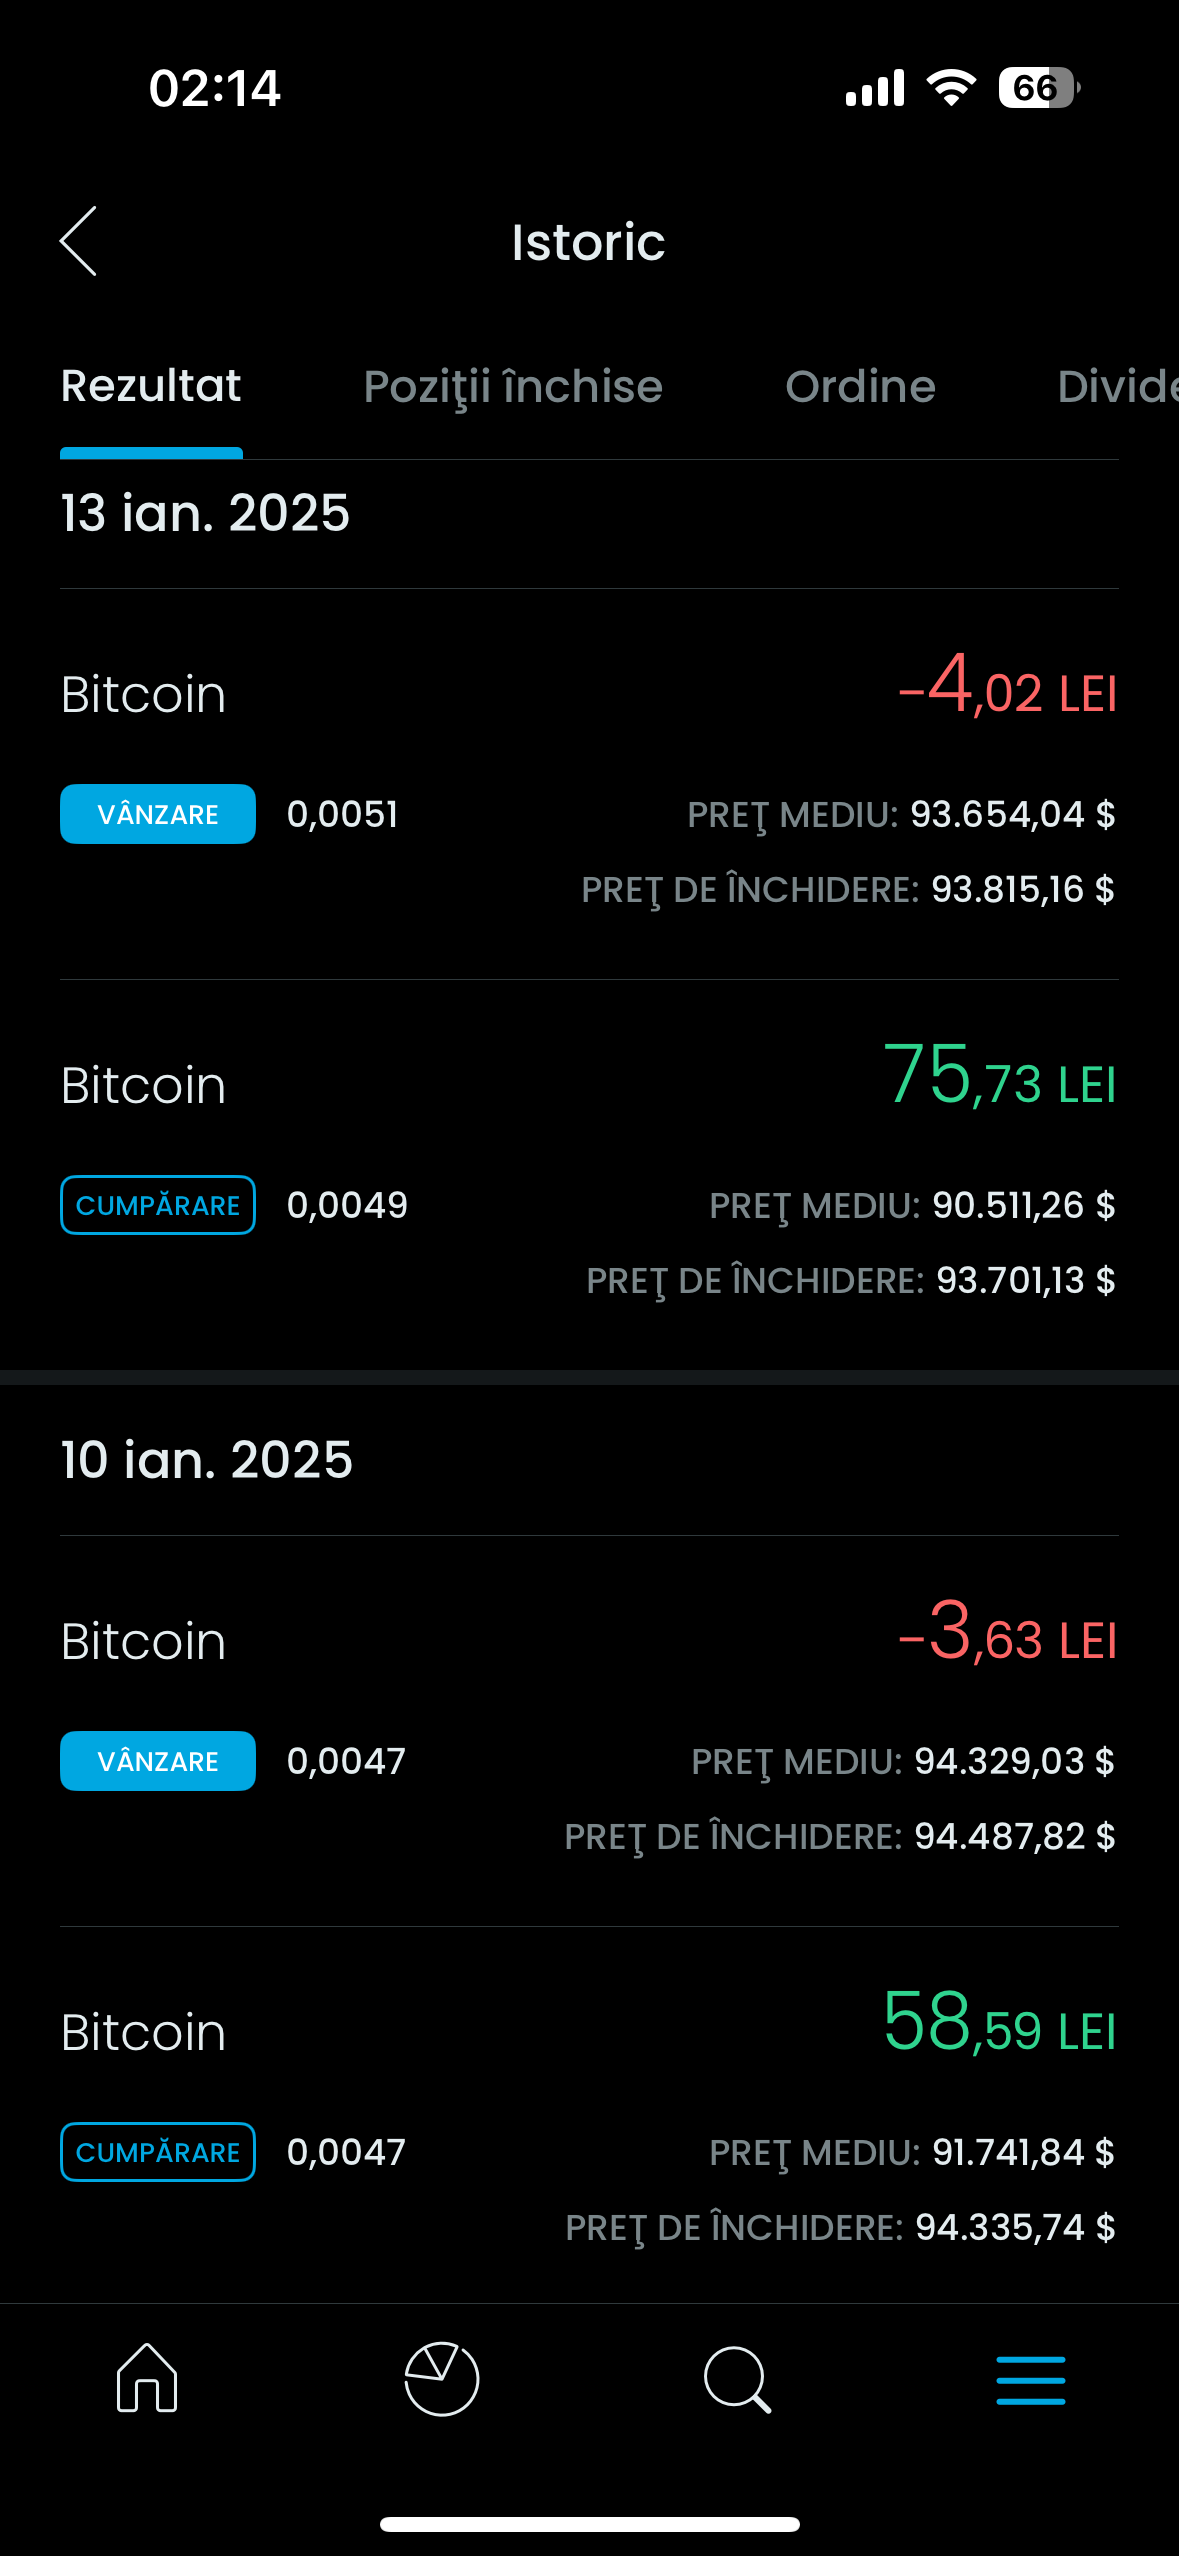 02:14
66
Istoric
Rezultat Poziţii închise Ordine Divide
13 ian. 2025
Bitcoin -4,02 LEI
VÂNZARE 0,0051 PREŢ MEDIU: 93.654,04 $
PREŢ DE ÎNCHIDERE: 93.815,16 $
Bitcoin 75,73 LEI
CUMPĂRARE 0,0049 PREŢ MEDIU: 90.511,26 $
PREŢ DE ÎNCHIDERE: 93.701,13 $
10 ian. 2025
Bitcoin -3,63 LEI
VÂNZARE 0,0047 PREŢ MEDIU: 94.329,03 $
PREŢ DE ÎNCHIDERE: 94.487,82 $
Bitcoin 58,59 LEI
CUMPĂRARE 0,0047 PREŢ MEDIU: 91.741,84 $
PREŢ DE ÎNCHIDERE: 94.335,74 $